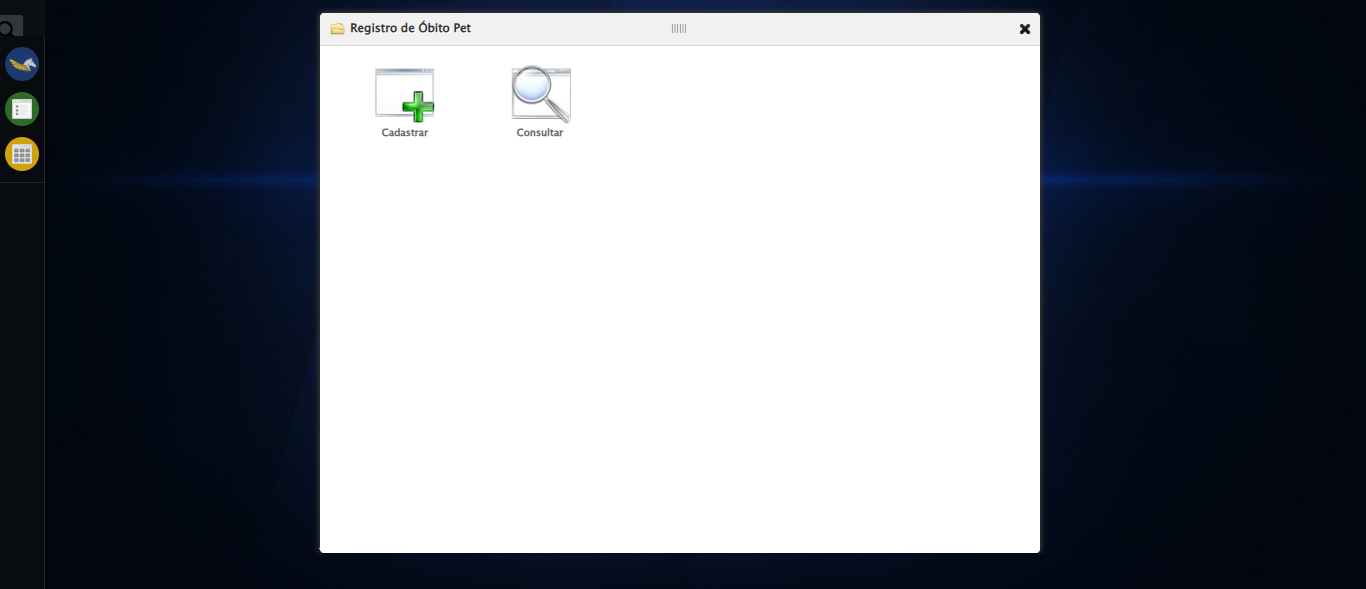 Registro de Óbito Pet
Cadastrar
Consultar